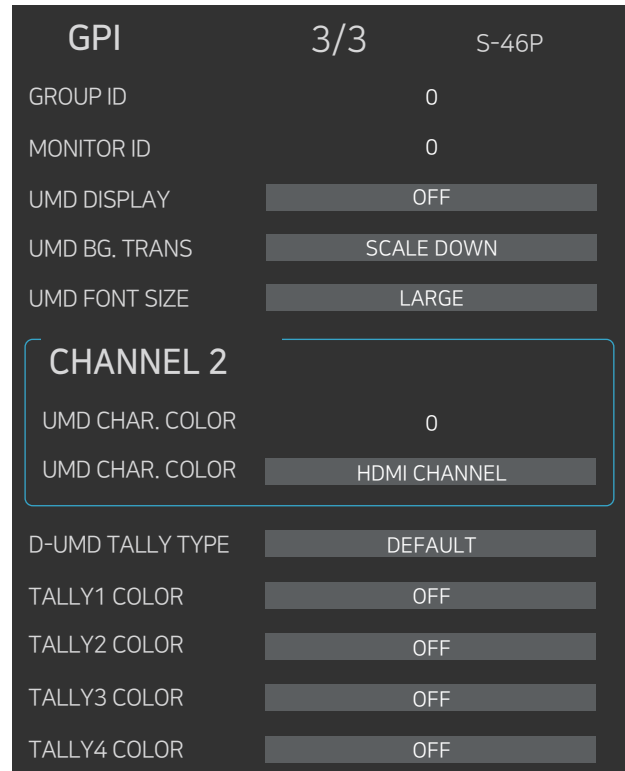 GPI 3/3 S-46P
GROUP ID 0
MONITOR ID 0
UMD DISPLAY OFF
UMD BG. TRANS SCALE DOWN
UMD FONT SIZE LARGE
CHANNEL 2
UMD CHAR. COLOR 0
UMD CHAR. COLOR HDMI CHANNEL
D-UMD TALLY TYPE DEFAULT
TALLY1 COLOR OFF
TALLY2 COLOR OFF
TALLY3 COLOR OFF
TALLY4 COLOR OFF